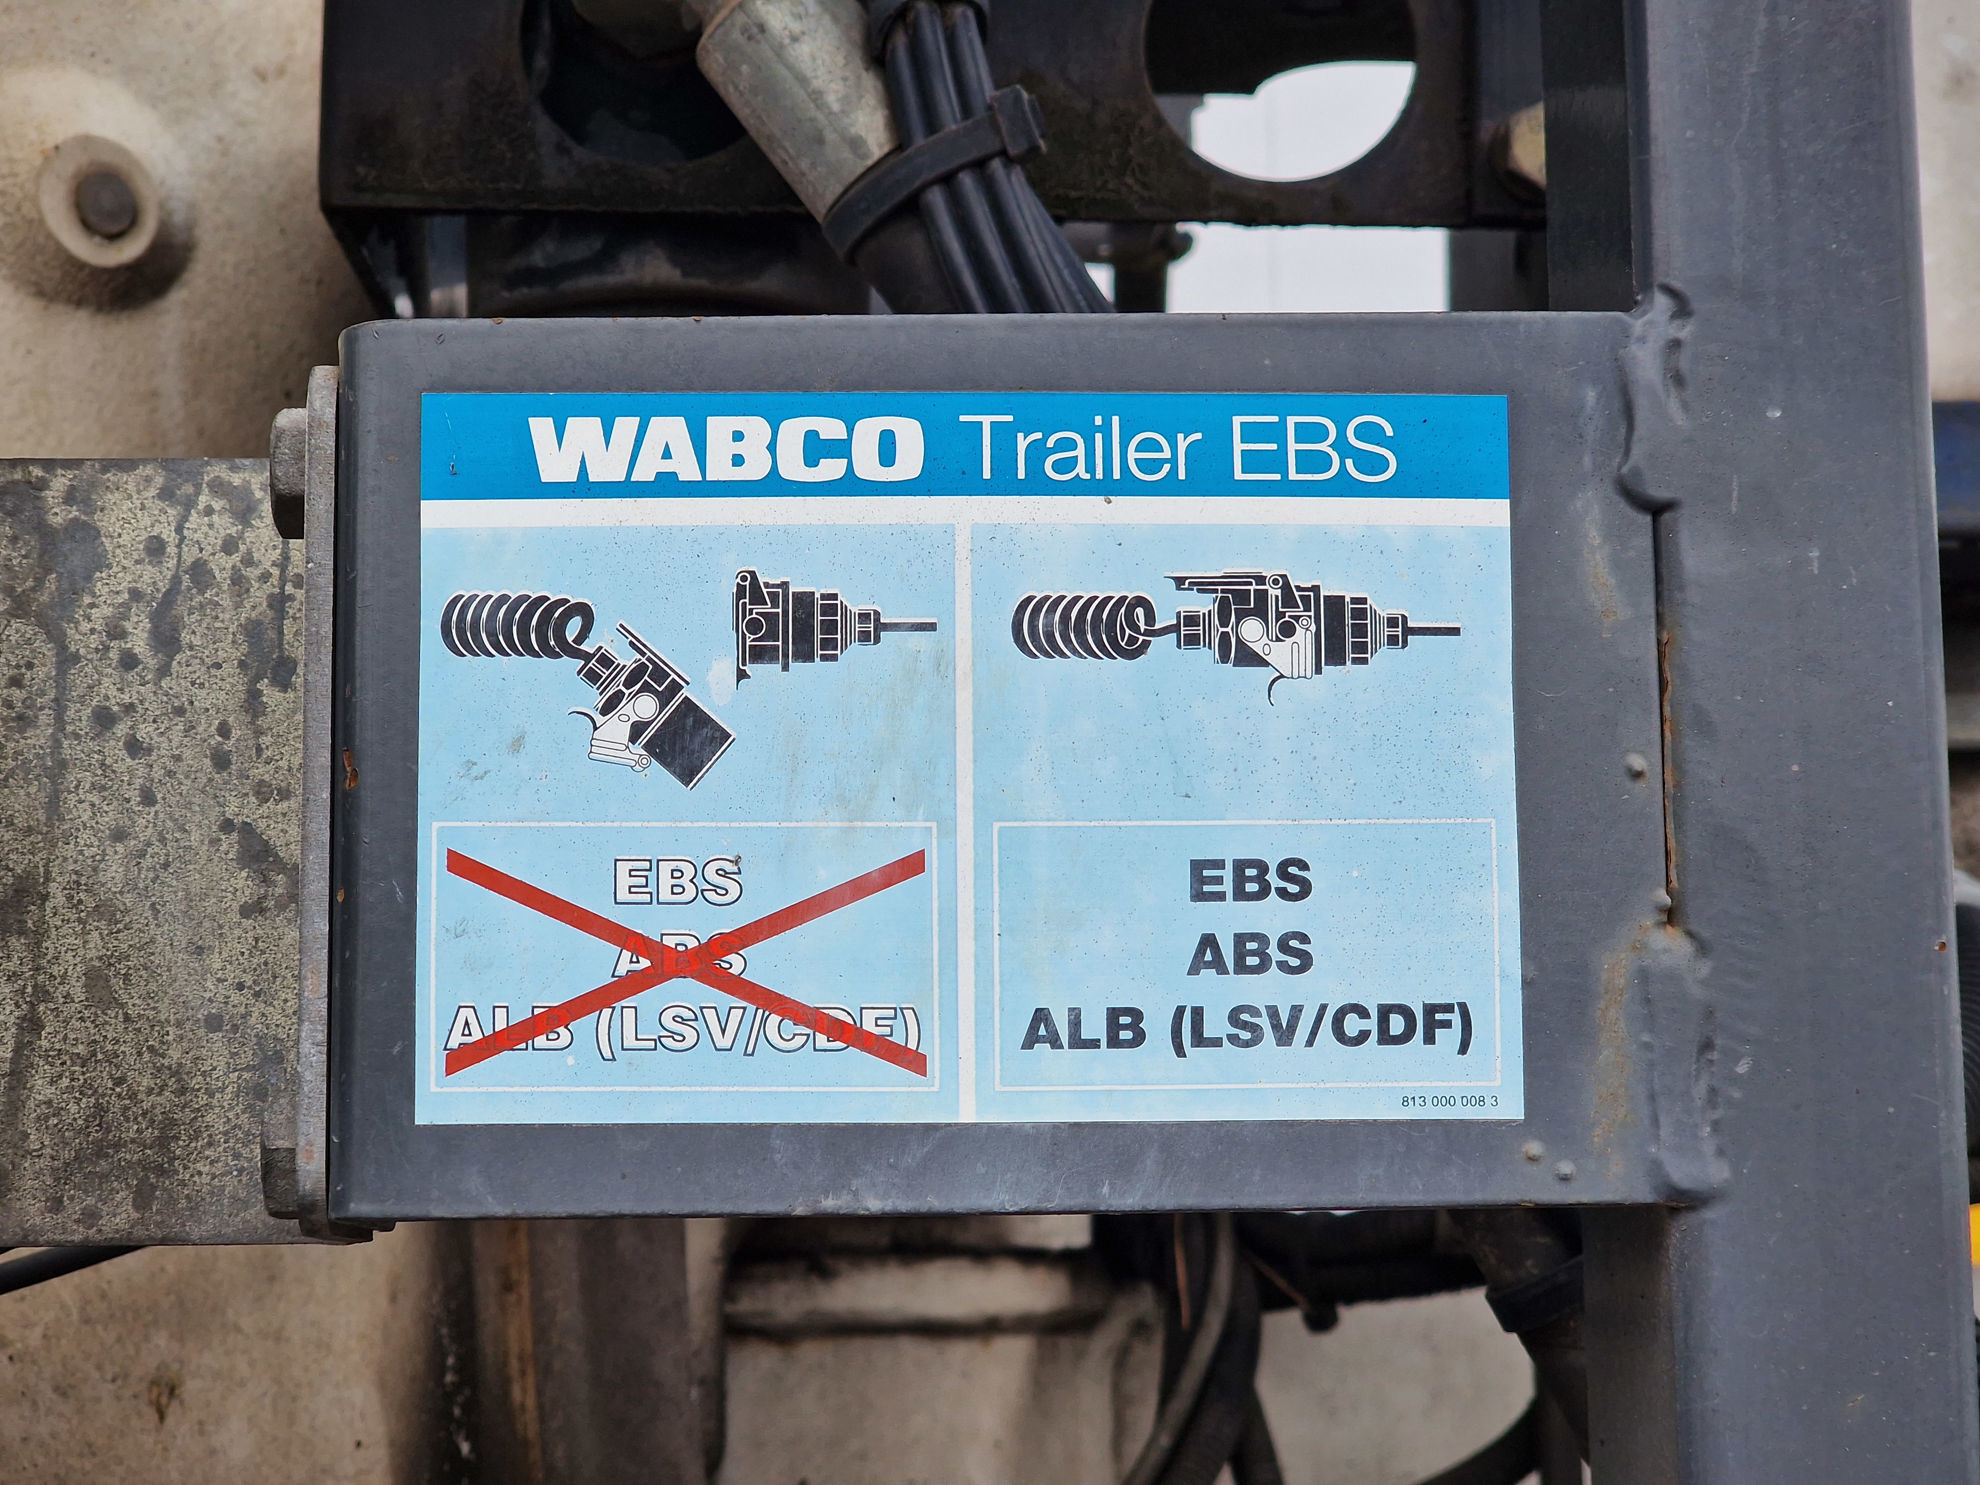 WABCO Trailer EBS
EBS
ABS
ALB (LSV/CDF)
EBS
ABS
ALB (LSV/CDF)
813 000 008 3